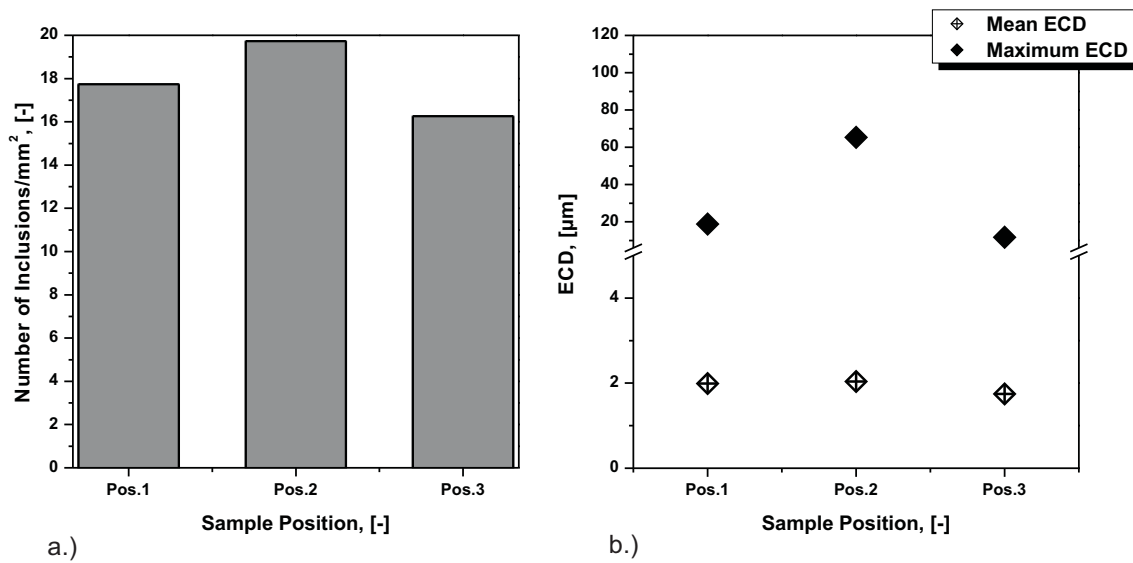 Number of Inclusions/mm², [-]
20
18
16
14
12
10
8
6
4
2
0
Pos.1 Pos.2 Pos.3
Sample Position, [-]
a.)
Mean ECD
Maximum ECD
ECD, [µm]
120
100
80
60
40
20
4
2
0
Pos.1 Pos.2 Pos.3
Sample Position, [-]
b.)